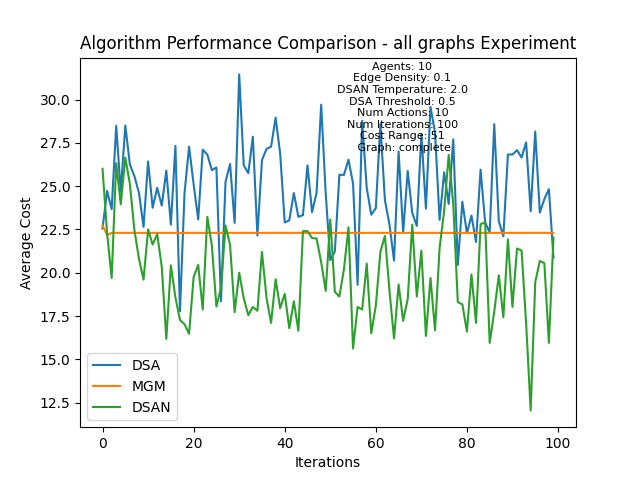 Algorithm Performance Comparison - all graphs Experiment
Agents: 10
Edge Density: 0.1
DSAN Temperature: 2.0
DSA Threshold: 0.5
Num Actions: 10
Num Iterations: 100
Cost Range: 51
Graph: complete
Average Cost
30.0
27.5
25.0
22.5
20.0
17.5
15.0
12.5
DSA
MGM
DSAN
0
20
40
60
80
100
Iterations